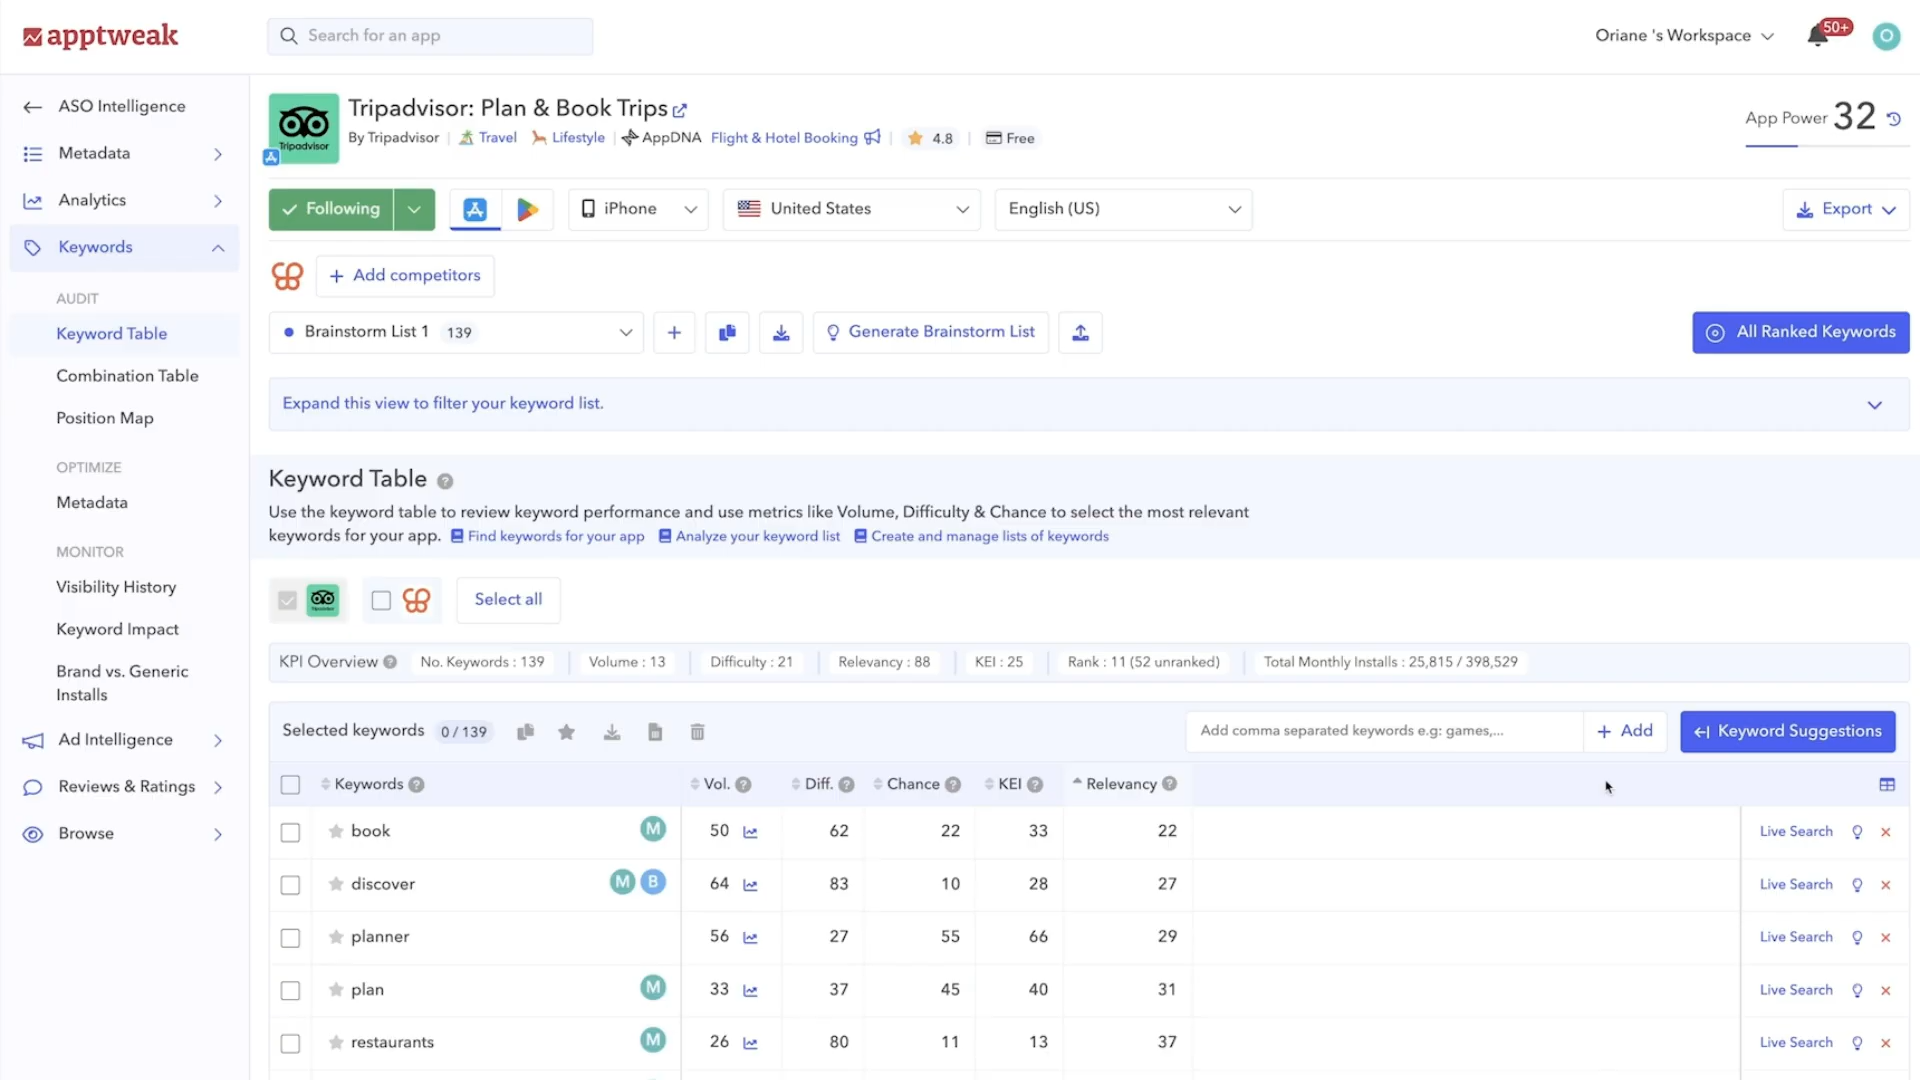 apptweak
Search for an app
Oriane 's Workspace
50+
O
ASO Intelligence
Metadata
Analytics
Keywords
AUDIT
Keyword Table
Combination Table
Position Map
OPTIMIZE
Metadata
MONITOR
Visibility History
Keyword Impact
Brand vs. Generic
Installs
Ad Intelligence
Reviews & Ratings
Browse
Tripadvisor
Tripadvisor: Plan & Book Trips
By Tripadvisor Travel Lifestyle AppDNA Flight & Hotel Booking 4.8 Free
App Power 32
Following iPhone United States English (US) Export
+ Add competitors
Brainstorm List 1 139 + Generate Brainstorm List All Ranked Keywords
Expand this view to filter your keyword list.
Keyword Table ?
Use the keyword table to review keyword performance and use metrics like Volume, Difficulty & Chance to select the most relevant
keywords for your app. Find keywords for your app Analyze your keyword list Create and manage lists of keywords
Select all
KPI Overview ? No. Keywords : 139 Volume : 13 Difficulty : 21 Relevancy : 88 KEI : 25 Rank : 11 (52 unranked) Total Monthly Installs : 25,815 / 398,529
Selected keywords 0 / 139 Add comma separated keywords e.g: games,... + Add Keyword Suggestions
Keywords ? Vol. ? Diff. ? Chance ? KEI ? Relevancy ?
book M 50 62 22 33 22 Live Search
discover M B 64 83 10 28 27 Live Search
planner 56 27 55 66 29 Live Search
plan M 33 37 45 40 31 Live Search
restaurants M 26 80 11 13 37 Live Search